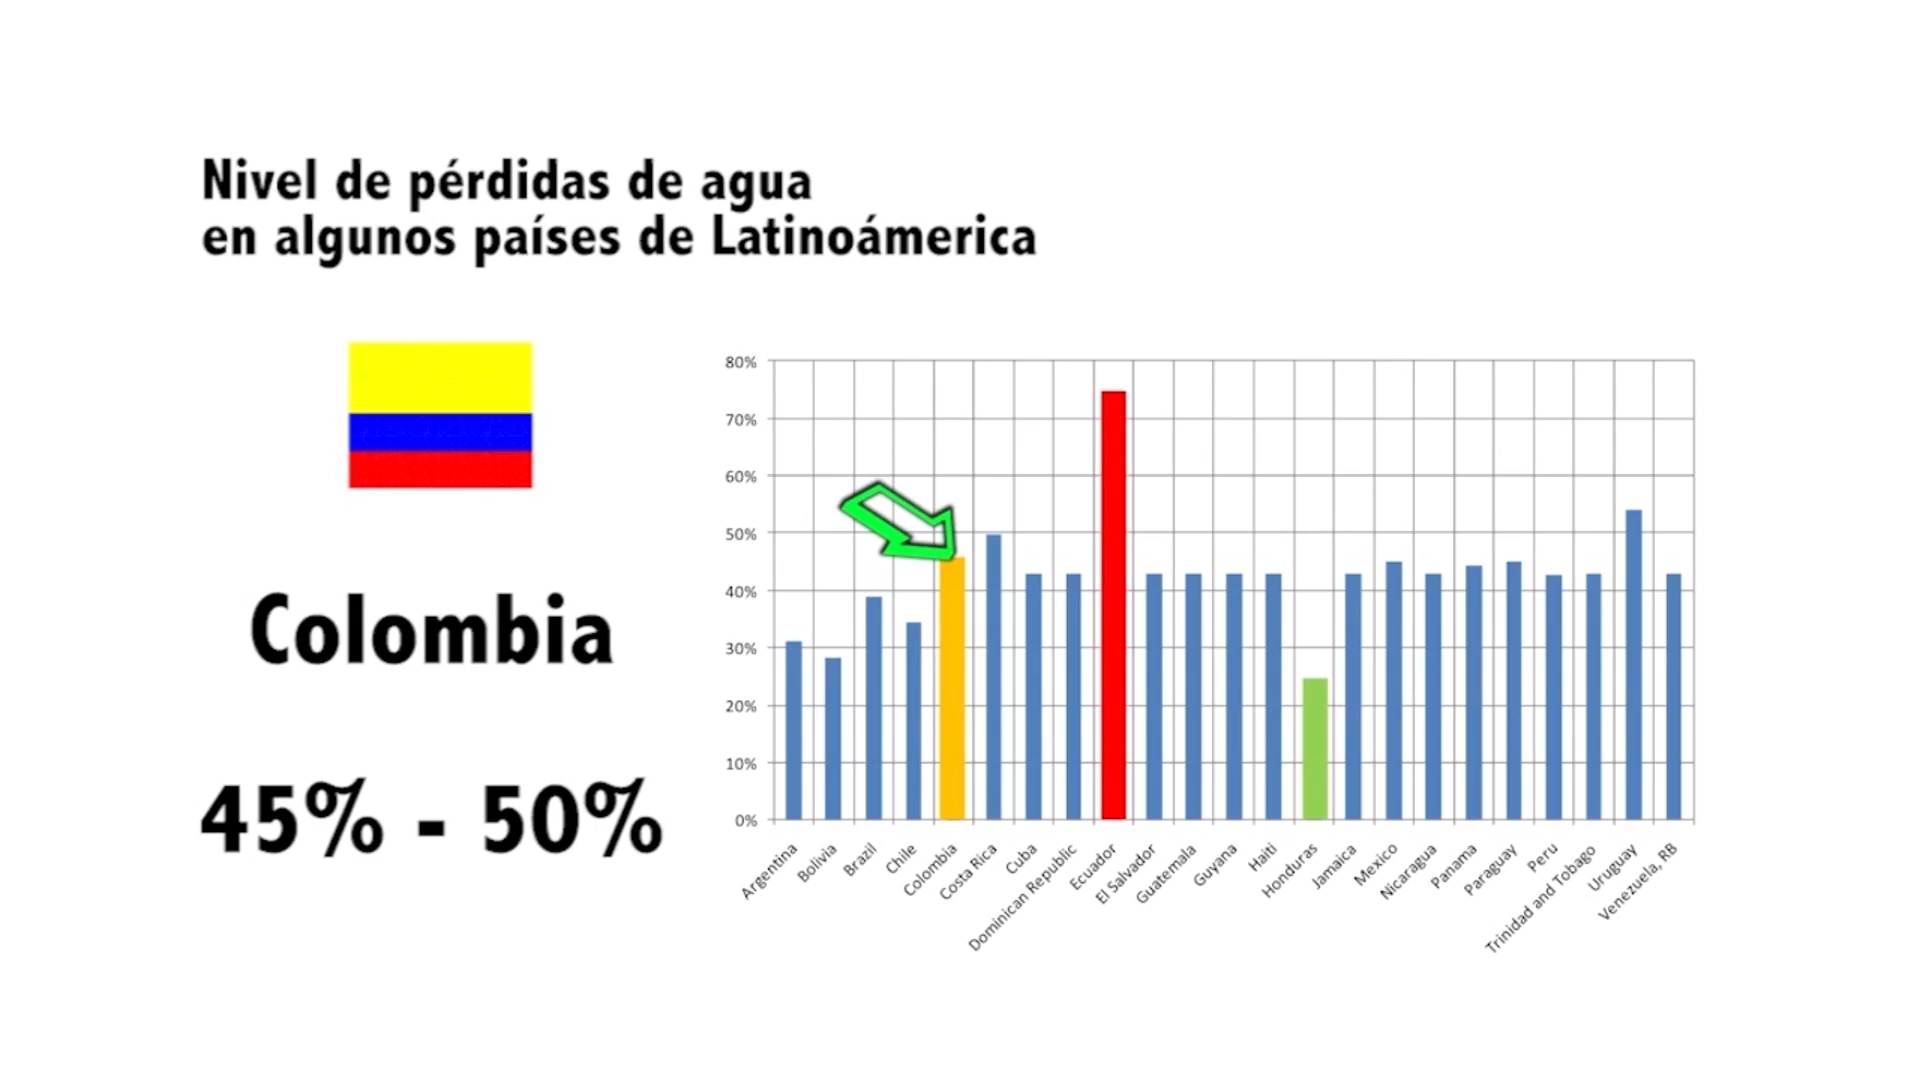 Nivel de pérdidas de agua
en algunos países de Latinoámerica
Colombia
45% - 50%
80%
70%
60%
50%
40%
30%
20%
10%
0%
Argentina
Bolivia
Brazil
Chile
Colombia
Costa Rica
Cuba
Dominican Republic
Ecuador
El Salvador
Guatemala
Guyana
Haiti
Honduras
Jamaica
Mexico
Nicaragua
Panama
Paraguay
Peru
Trinidad and Tobago
Uruguay
Venezuela, RB